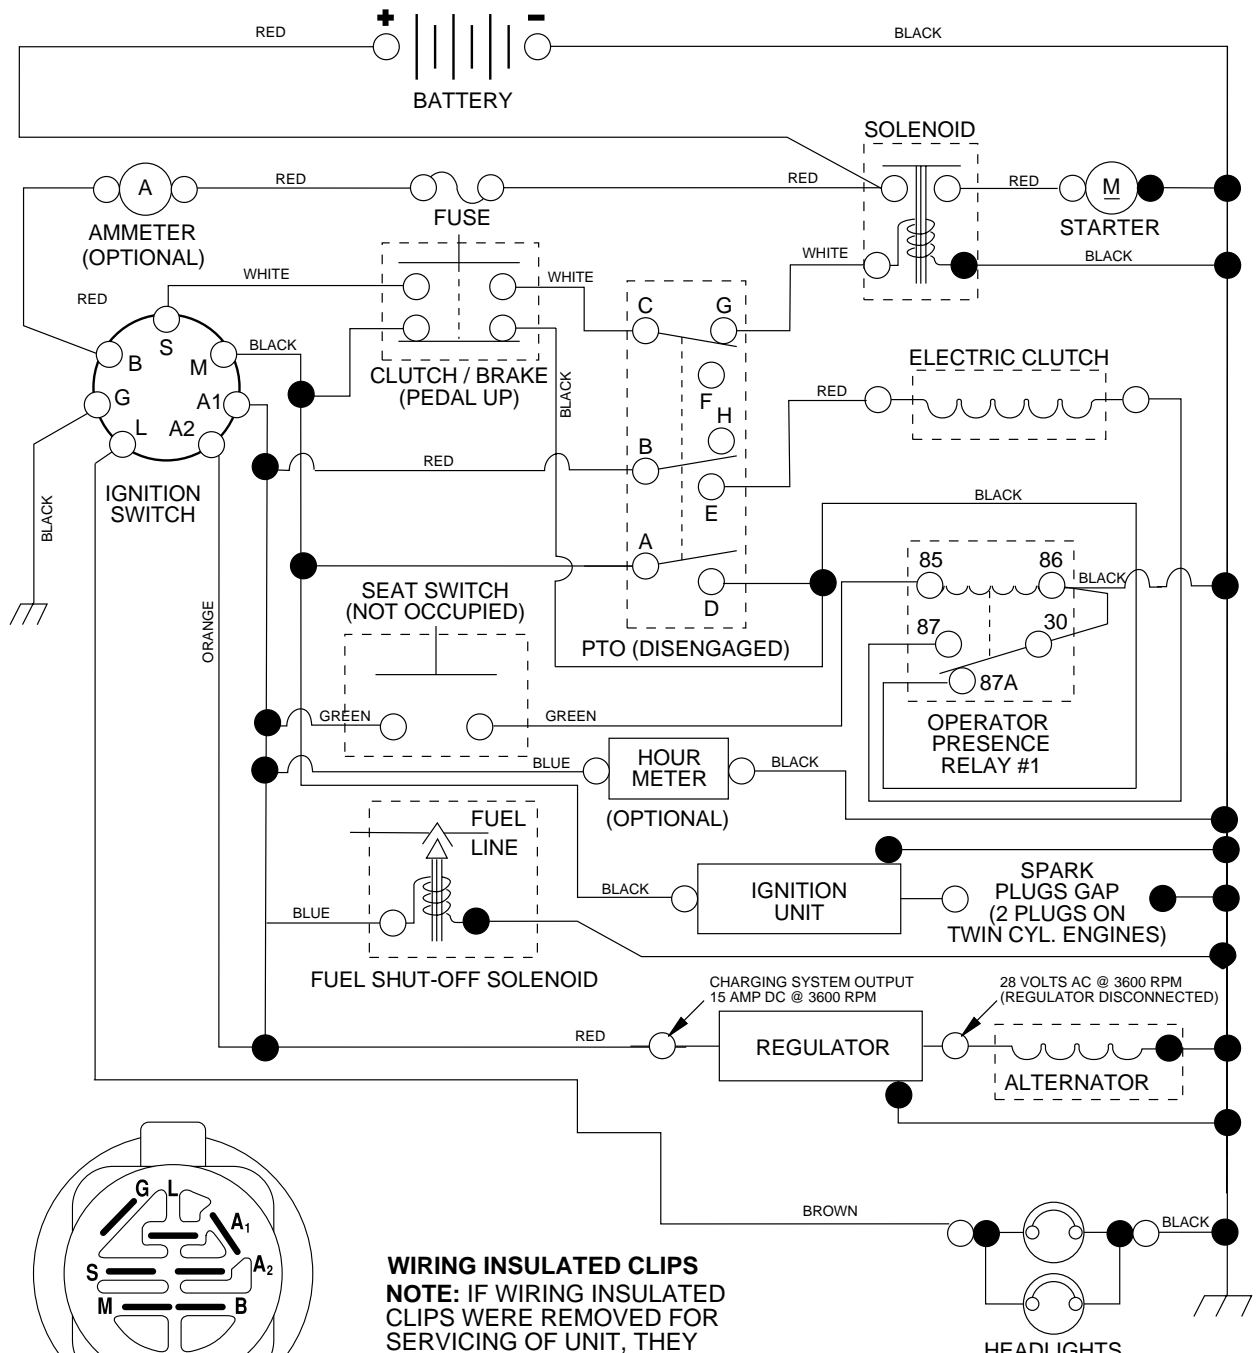 + -
RED
BLACK
BATTERY
SOLENOID
A
RED
RED
RED
M
FUSE
STARTER
AMMETER
(OPTIONAL)
WHITE
WHITE
WHITE
BLACK
RED
C
G
S
BLACK
B
M
ELECTRIC CLUTCH
CLUTCH / BRAKE
(PEDAL UP)
BLACK
F
RED
G
A1
H
L
A2
B
RED
IGNITION
SWITCH
E
BLACK
BLACK
A
85
86
BLACK
SEAT SWITCH
(NOT OCCUPIED)
D
ORANGE
87
30
PTO (DISENGAGED)
87A
GREEN
GREEN
OPERATOR
PRESENCE
RELAY #1
BLUE
HOUR
METER
BLACK
(OPTIONAL)
FUEL
LINE
BLACK
IGNITION
UNIT
SPARK
PLUGS GAP
(2 PLUGS ON
TWIN CYL. ENGINES)
BLUE
FUEL SHUT-OFF SOLENOID
CHARGING SYSTEM OUTPUT
15 AMP DC @ 3600 RPM
28 VOLTS AC @ 3600 RPM
(REGULATOR DISCONNECTED)
RED
REGULATOR
ALTERNATOR
G L
A1
A2
S
M
B
BROWN
BLACK
WIRING INSULATED CLIPS
NOTE: IF WIRING INSULATED
CLIPS WERE REMOVED FOR
SERVICING OF UNIT, THEY
HEADLIGHTS